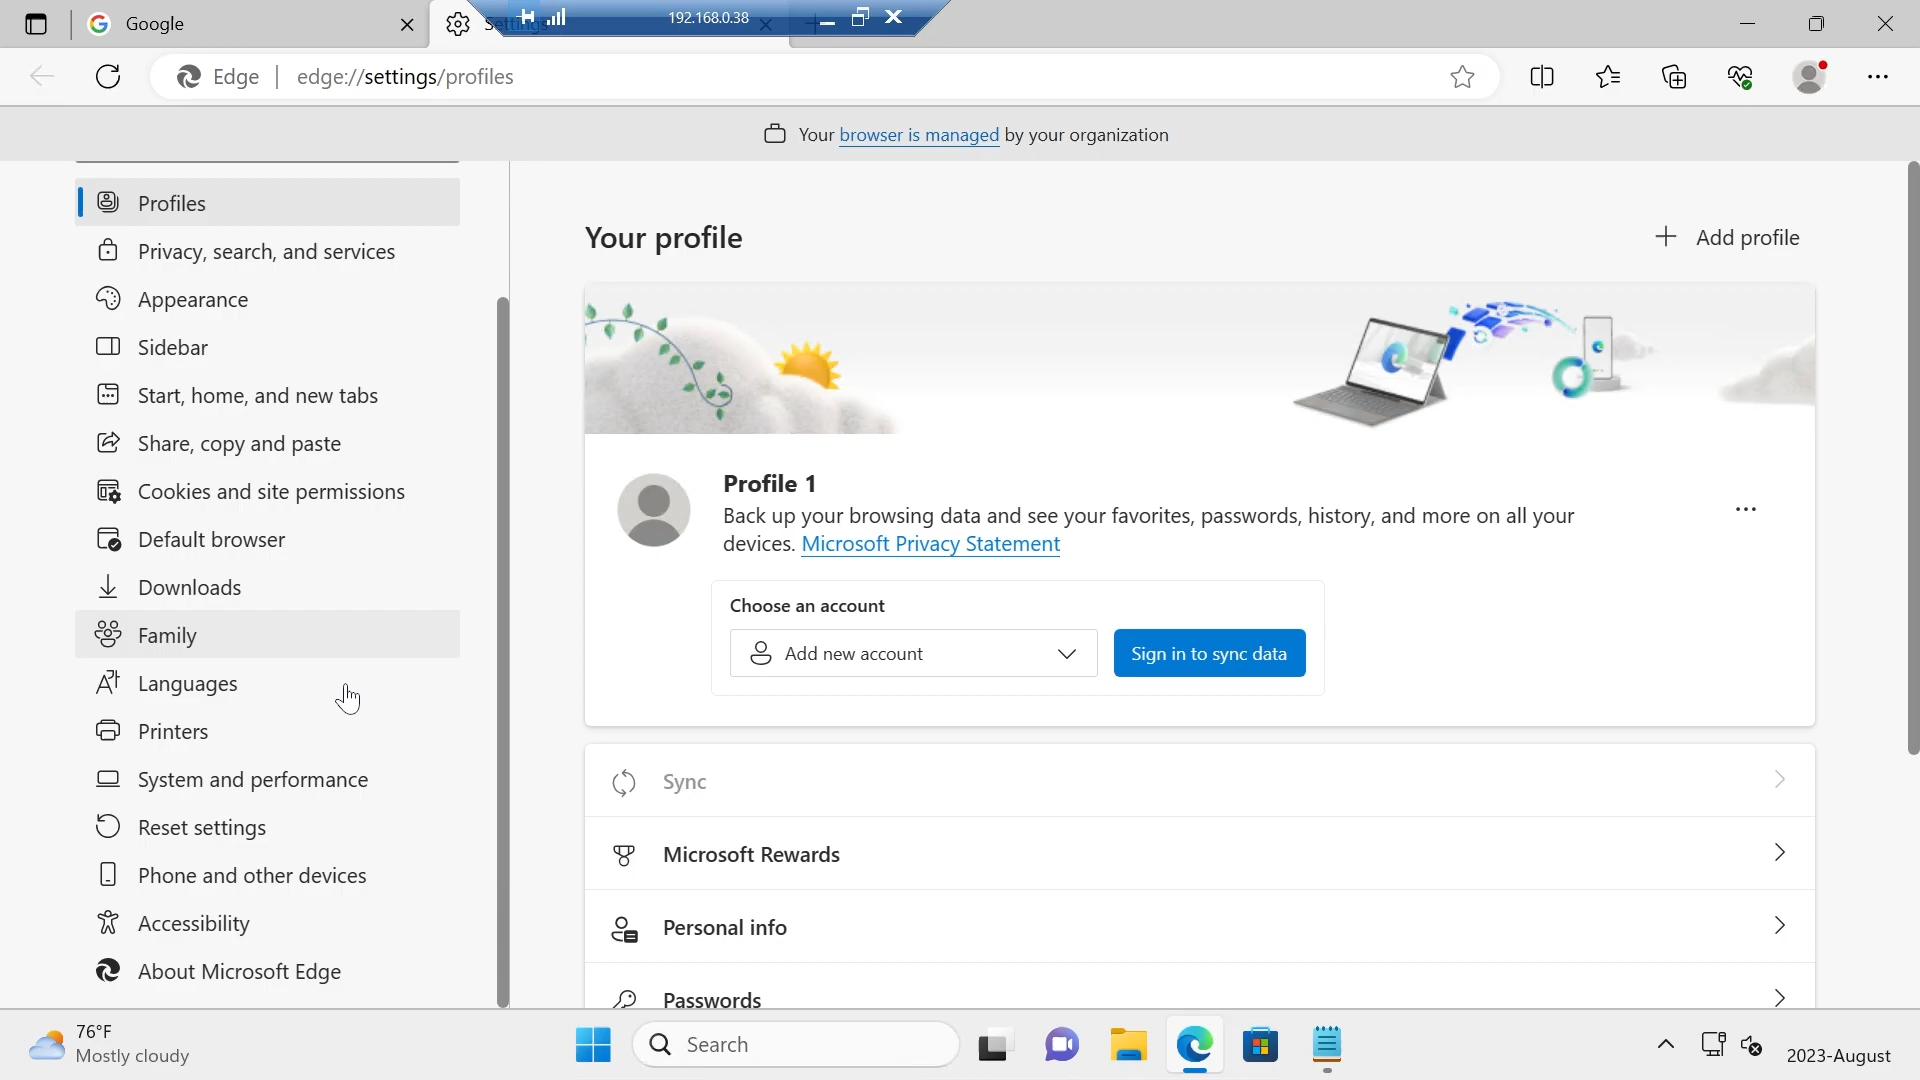 Google
Settings
192.168.0.38
Edge
edge://settings/profiles
Your browser is managed by your organization
Profiles
Privacy, search, and services
Appearance
Sidebar
Start, home, and new tabs
Share, copy and paste
Cookies and site permissions
Default browser
Downloads
Family
Languages
Printers
System and performance
Reset settings
Phone and other devices
Accessibility
About Microsoft Edge
Your profile
Add profile
Profile 1
Back up your browsing data and see your favorites, passwords, history, and more on all your
devices. Microsoft Privacy Statement
Choose an account
Add new account
Sign in to sync data
Sync
Microsoft Rewards
Personal info
Passwords
76°F
Mostly cloudy
Search
2023-August